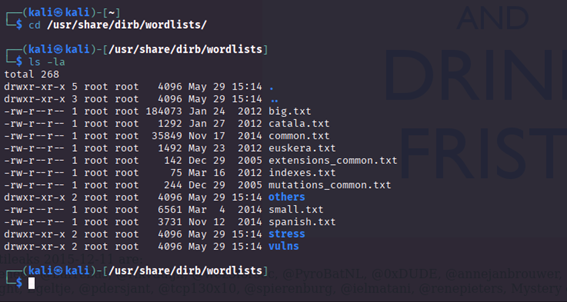 AND
DRIN
FRIST
┌──(kali㉿kali)-[~]
└─$ cd /usr/share/dirb/wordlists/
┌──(kali㉿kali)-[/usr/share/dirb/wordlists]
└─$ ls -la
total 268
drwxr-xr-x 5 root root   4096 May 29 15:14 .
drwxr-xr-x 3 root root   4096 May 29 15:14 ..
-rw-r--r-- 1 root root 184073 Jan 24  2012 big.txt
-rw-r--r-- 1 root root   1292 Jan 27  2012 catala.txt
-rw-r--r-- 1 root root  35849 Nov 17  2014 common.txt
-rw-r--r-- 1 root root   1492 May 23  2012 euskera.txt
-rw-r--r-- 1 root root    142 Dec 29  2005 extensions_common.txt
-rw-r--r-- 1 root root     75 Mar 16  2012 indexes.txt
-rw-r--r-- 1 root root    244 Dec 29  2005 mutations_common.txt
drwxr-xr-x 2 root root   4096 May 29 15:14 others
-rw-r--r-- 1 root root   6561 Mar  4  2014 small.txt
-rw-r--r-- 1 root root   3731 Nov 12  2014 spanish.txt
drwxr-xr-x 2 root root   4096 May 29 15:14 stress
drwxr-xr-x 2 root root   4096 May 29 15:14 vulns
┌──(kali㉿kali)-[/usr/share/dirb/wordlists]
└─$